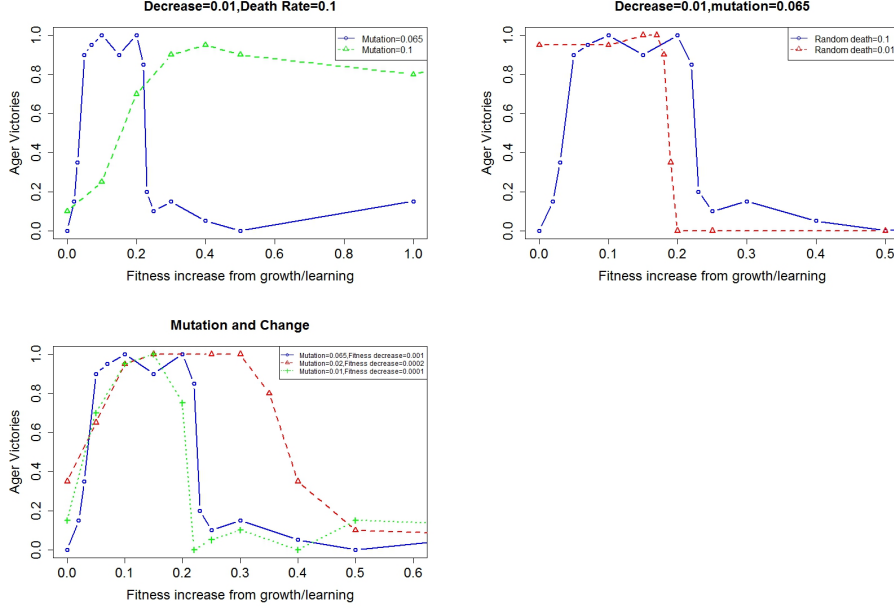 Decrease=0.01,Death Rate=0.1
Mutation=0.065
Mutation=0.1
Ager Victories
0.0 0.2 0.4 0.6 0.8 1.0
0.0 0.2 0.4 0.6 0.8 1.0
Fitness increase from growth/learning
Decrease=0.01,mutation=0.065
Random death=0.1
Random death=0.01
Ager Victories
0.0 0.2 0.4 0.6 0.8 1.0
0.0 0.1 0.2 0.3 0.4 0.5
Fitness increase from growth/learning
Mutation and Change
Mutation=0.065,Fitness decrease=0.001
Mutation=0.02,Fitness decrease=0.0002
Mutation=0.01,Fitness decrease=0.0001
Ager Victories
0.0 0.2 0.4 0.6 0.8 1.0
0.0 0.1 0.2 0.3 0.4 0.5 0.6
Fitness increase from growth/learning